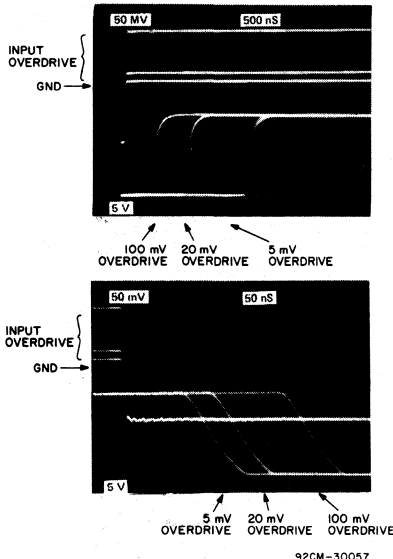 50 MV 500 nS
INPUT
OVERDRIVE
GND
5 V
100 mV 20 mV 5 mV
OVERDRIVE OVERDRIVE OVERDRIVE
50 mV 50 nS
INPUT
OVERDRIVE
GND
5 V
5 mV 20 mV 100 mV
OVERDRIVE OVERDRIVE OVERDRIVE
92CM-30057